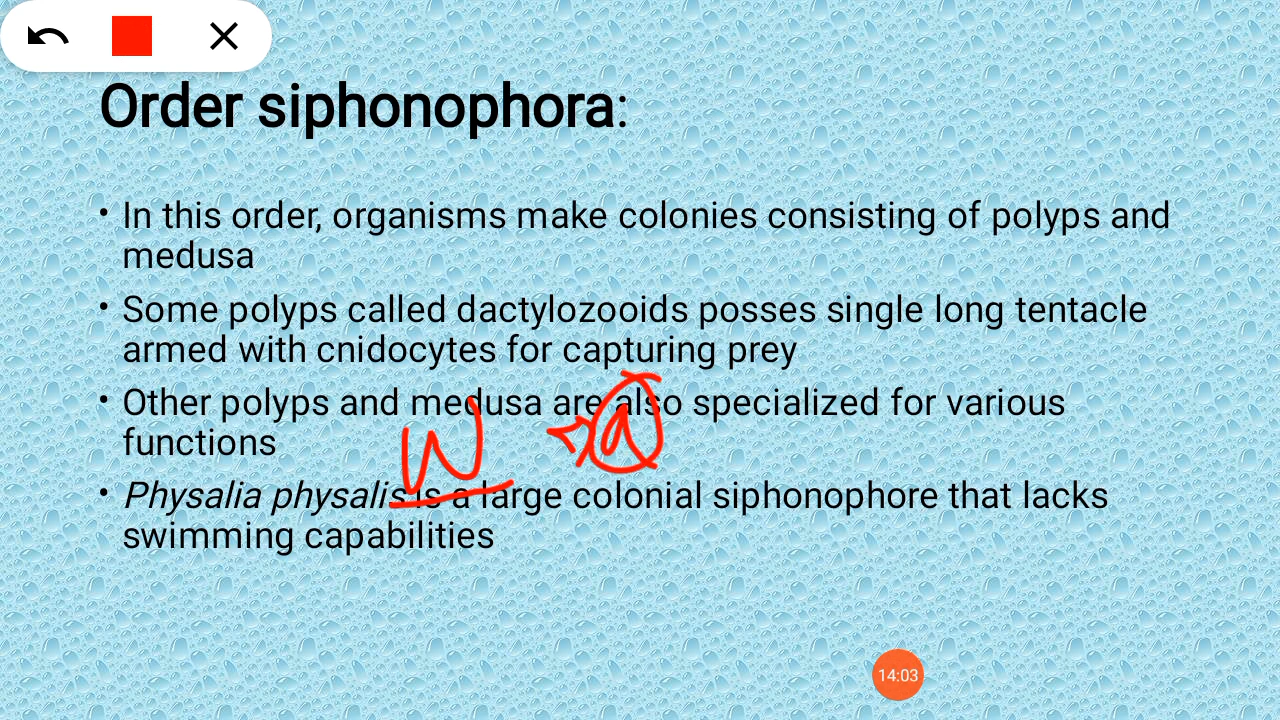 Order siphonophora:
• In this order, organisms make colonies consisting of polyps and
medusa
• Some polyps called dactylozooids posses single long tentacle
armed with cnidocytes for capturing prey
• Other polyps and medusa are also specialized for various
functions
• Physalia physalis is a large colonial siphonophore that lacks
swimming capabilities
14:03